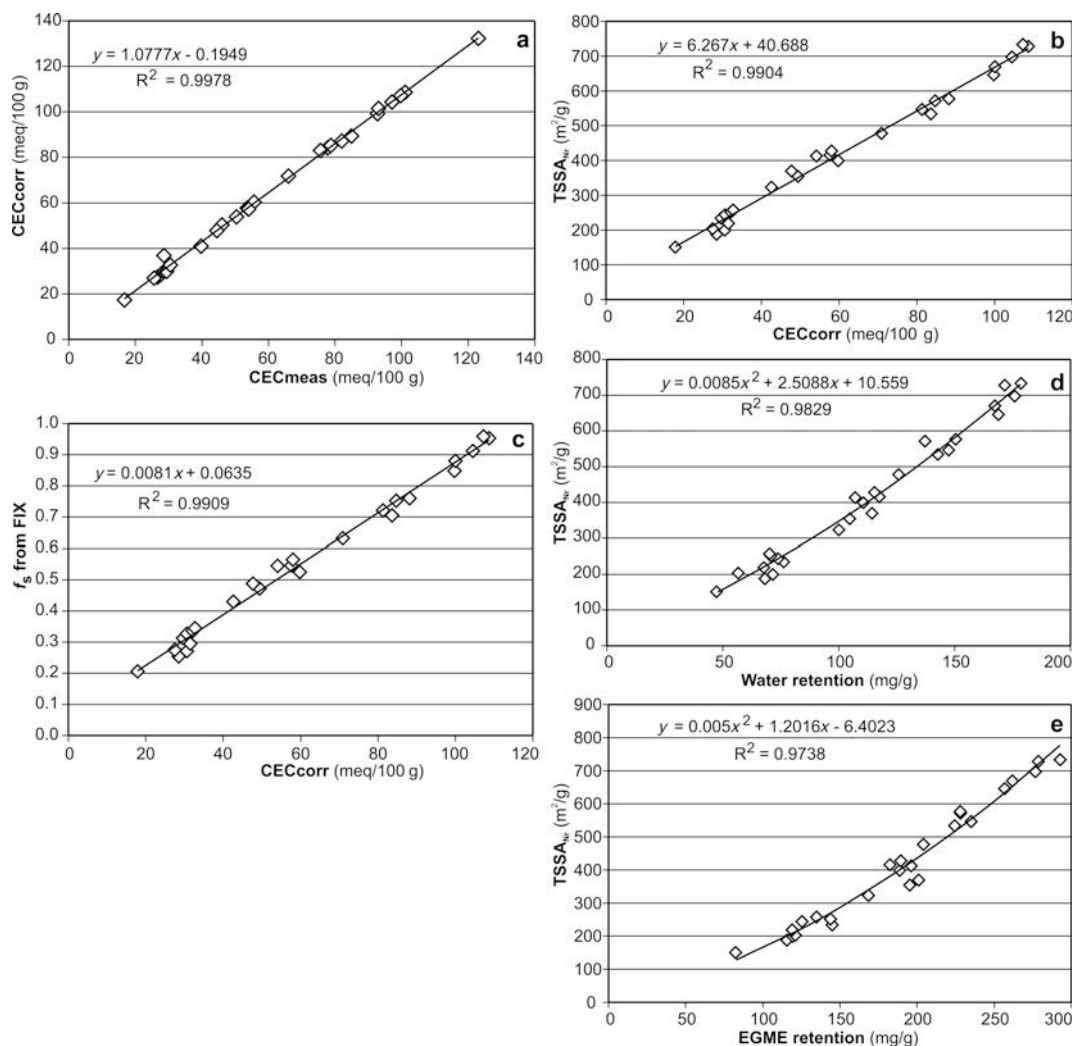 a
y = 1.0777x - 0.1949
R² = 0.9978
CECcorr (meq/100 g)
140
120
100
80
60
40
20
0
0 20 40 60 80 100 120 140
CECmeas (meq/100 g)
b
y = 6.267x + 40.688
R² = 0.9904
TSSA (m²/g)
800
700
600
500
400
300
200
100
0
0 20 40 60 80 100 120
CECcorr (meq/100 g)
c
y = 0.0081x + 0.0635
R² = 0.9909
fs from FIX
1.0
0.9
0.8
0.7
0.6
0.5
0.4
0.3
0.2
0.1
0.0
0 20 40 60 80 100 120
CECcorr (meq/100 g)
d
y = 0.0085x² + 2.5088x + 10.559
R² = 0.9829
TSSA (m²/g)
800
700
600
500
400
300
200
100
0
0 50 100 150 200
Water retention (mg/g)
e
y = 0.005x² + 1.2016x - 6.4023
R² = 0.9738
TSSA (m²/g)
900
800
700
600
500
400
300
200
100
0
0 50 100 150 200 250 300
EGME retention (mg/g)